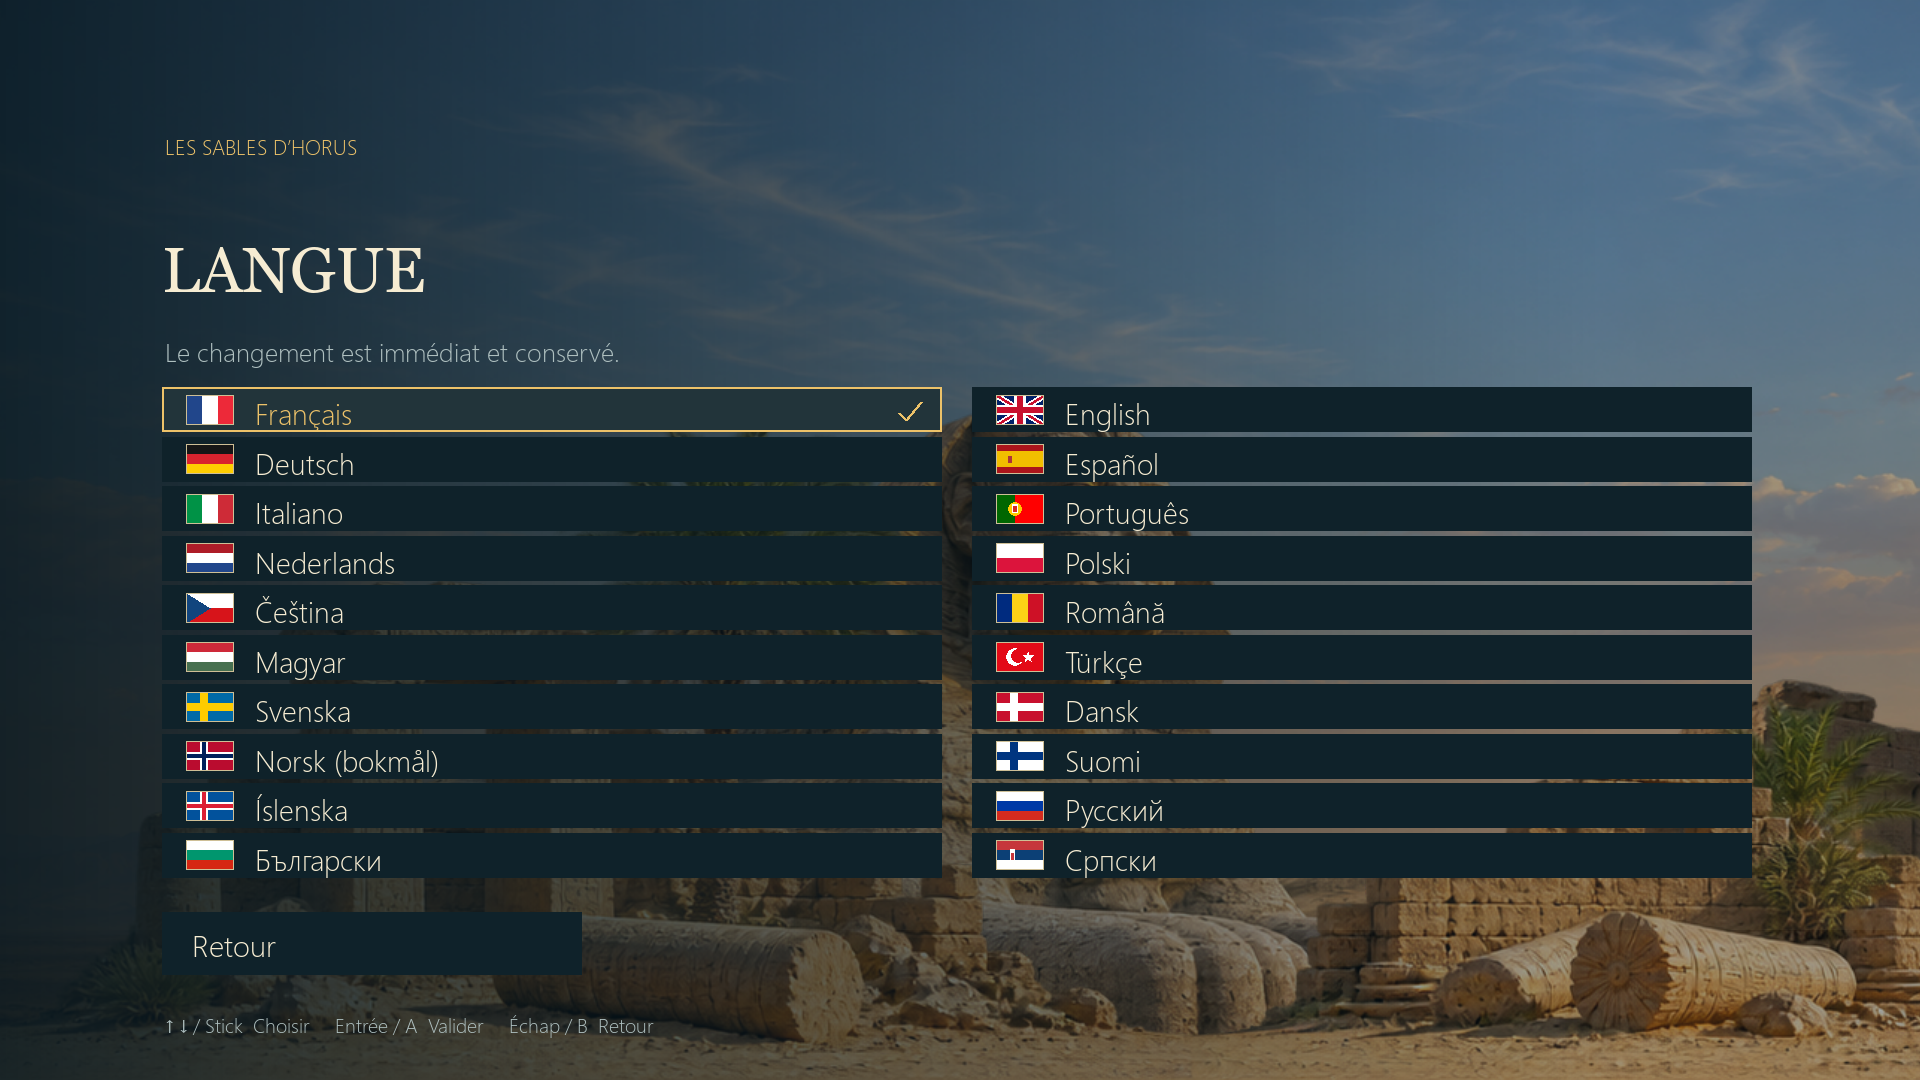 LES SABLES D’HORUS
LANGUE
Le changement est immédiat et conservé.
Français
English
Deutsch
Español
Italiano
Português
Nederlands
Polski
Čeština
Română
Magyar
Türkçe
Svenska
Dansk
Norsk (bokmål)
Suomi
Íslenska
Русский
Български
Српски
Retour
↑↓ / Stick Choisir Entrée / A Valider Échap / B Retour